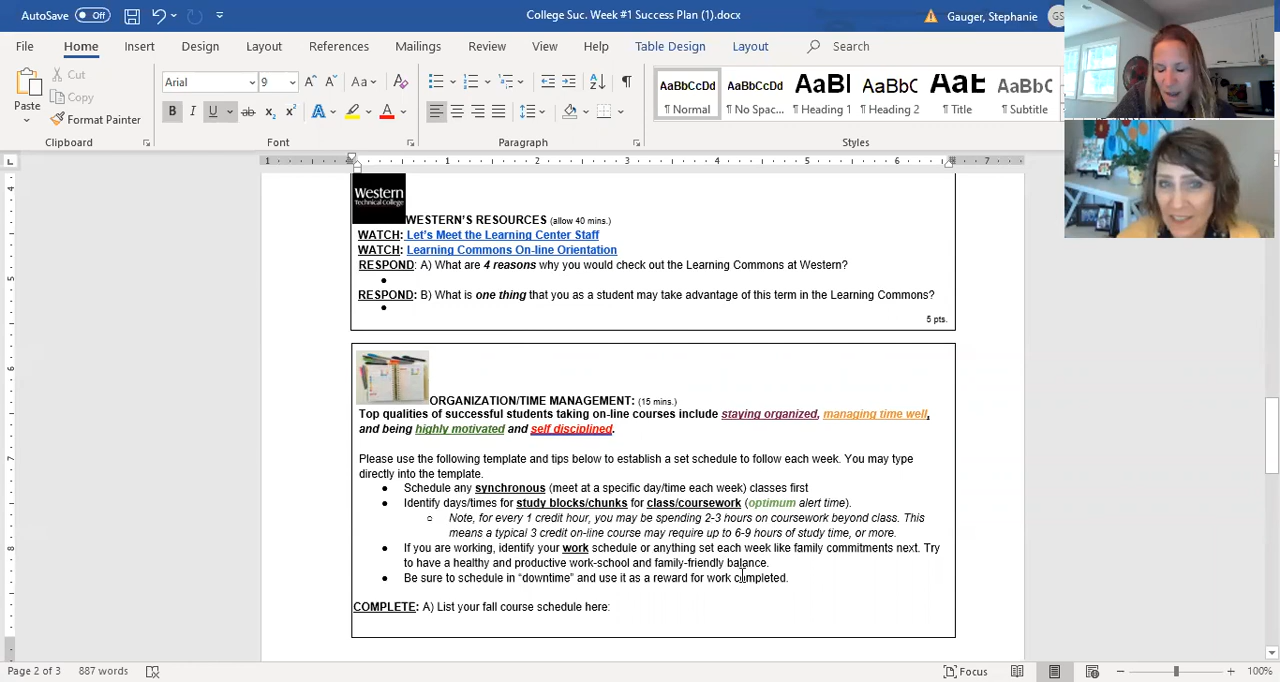 AutoSave Off College Suc. Week #1 Success Plan (1).docx Gauger, Stephanie
File Home Insert Design Layout References Mailings Review View Help Table Design Layout Search
Paste Cut Copy Format Painter
Arial 9
AaBbCcDd AaBbCcDd AaBl AaBbC AaE AaBbCc
¶ Normal ¶ No Spac... ¶ Heading 1 ¶ Heading 2 ¶ Title ¶ Subtitle
Clipboard Font Paragraph Styles
1 1 2 3 4 5 6 7
Western
Technical College
WESTERN'S RESOURCES (allow 40 mins.)
WATCH: Let's Meet the Learning Center Staff
WATCH: Learning Commons On-line Orientation
RESPOND: A) What are 4 reasons why you would check out the Learning Commons at Western?
•
RESPOND: B) What is one thing that you as a student may take advantage of this term in the Learning Commons?
•
5 pts.
ORGANIZATION/TIME MANAGEMENT: (15 mins.)
Top qualities of successful students taking on-line courses include staying organized, managing time well,
and being highly motivated and self disciplined.
Please use the following template and tips below to establish a set schedule to follow each week. You may type
directly into the template.
• Schedule any synchronous (meet at a specific day/time each week) classes first
• Identify days/times for study blocks/chunks for class/coursework (optimum alert time).
○ Note, for every 1 credit hour, you may be spending 2-3 hours on coursework beyond class. This
means a typical 3 credit on-line course may require up to 6-9 hours of study time, or more.
• If you are working, identify your work schedule or anything set each week like family commitments next. Try
to have a healthy and productive work-school and family-friendly balance.
• Be sure to schedule in "downtime" and use it as a reward for work completed.
COMPLETE: A) List your fall course schedule here:
Page 2 of 3 887 words Focus 100%